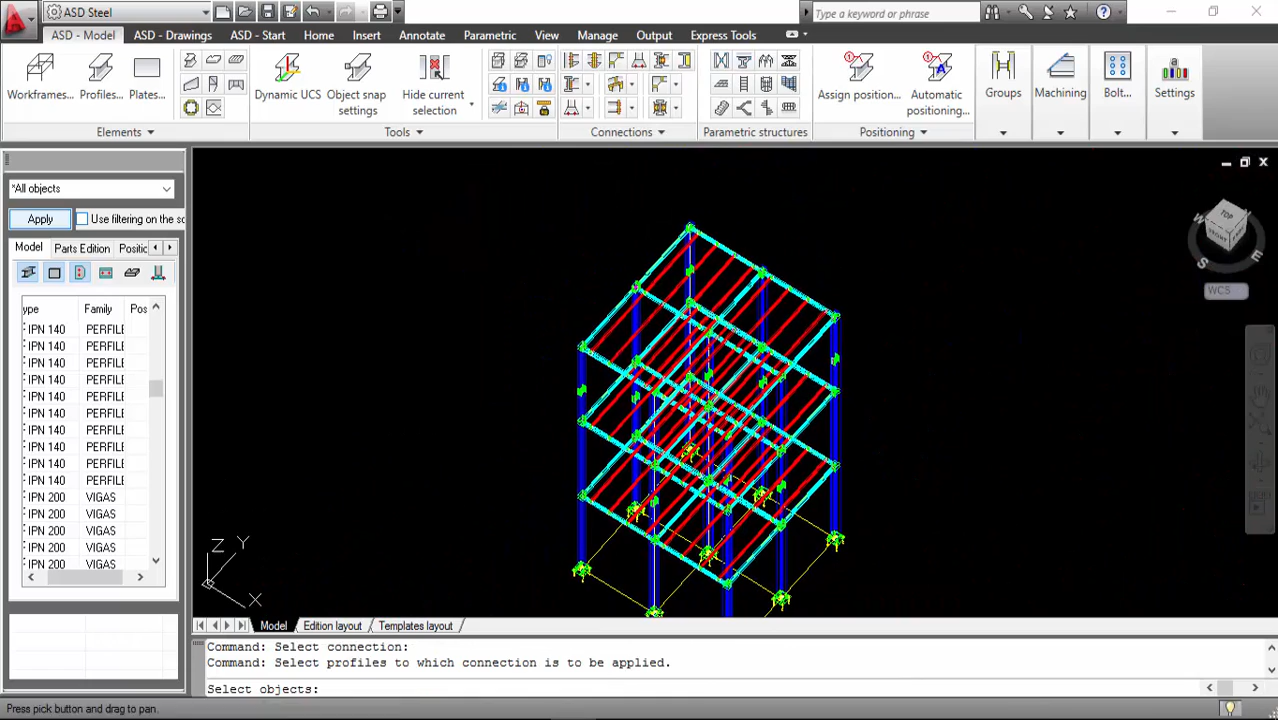 ASD Steel
Type a keyword or phrase
ASD - Model ASD - Drawings ASD - Start Home Insert Annotate Parametric View Manage Output Express Tools
Workframes... Profiles... Plates...
Dynamic UCS Object snap settings Hide current selection
Assign position... Automatic positioning...
Groups Machining Bolt... Settings
Elements Tools Connections Parametric structures Positioning
*All objects
Apply Use filtering on the sc
Model Parts Edition Positic
ype Family Pos
IPN 140 PERFILE
IPN 140 PERFILE
IPN 140 PERFILE
IPN 140 PERFILE
IPN 140 PERFILE
IPN 140 PERFILE
IPN 140 PERFILE
IPN 140 PERFILE
IPN 140 PERFILE
IPN 140 PERFILE
IPN 200 VIGAS
IPN 200 VIGAS
IPN 200 VIGAS
IPN 200 VIGAS
IPN 200 VIGAS
TOP
FRONT
W
S
E
WCS
Z Y
X
Model Edition layout Templates layout
Command: Select connection:
Command: Select profiles to which connection is to be applied.
Select objects:
Press pick button and drag to pan.